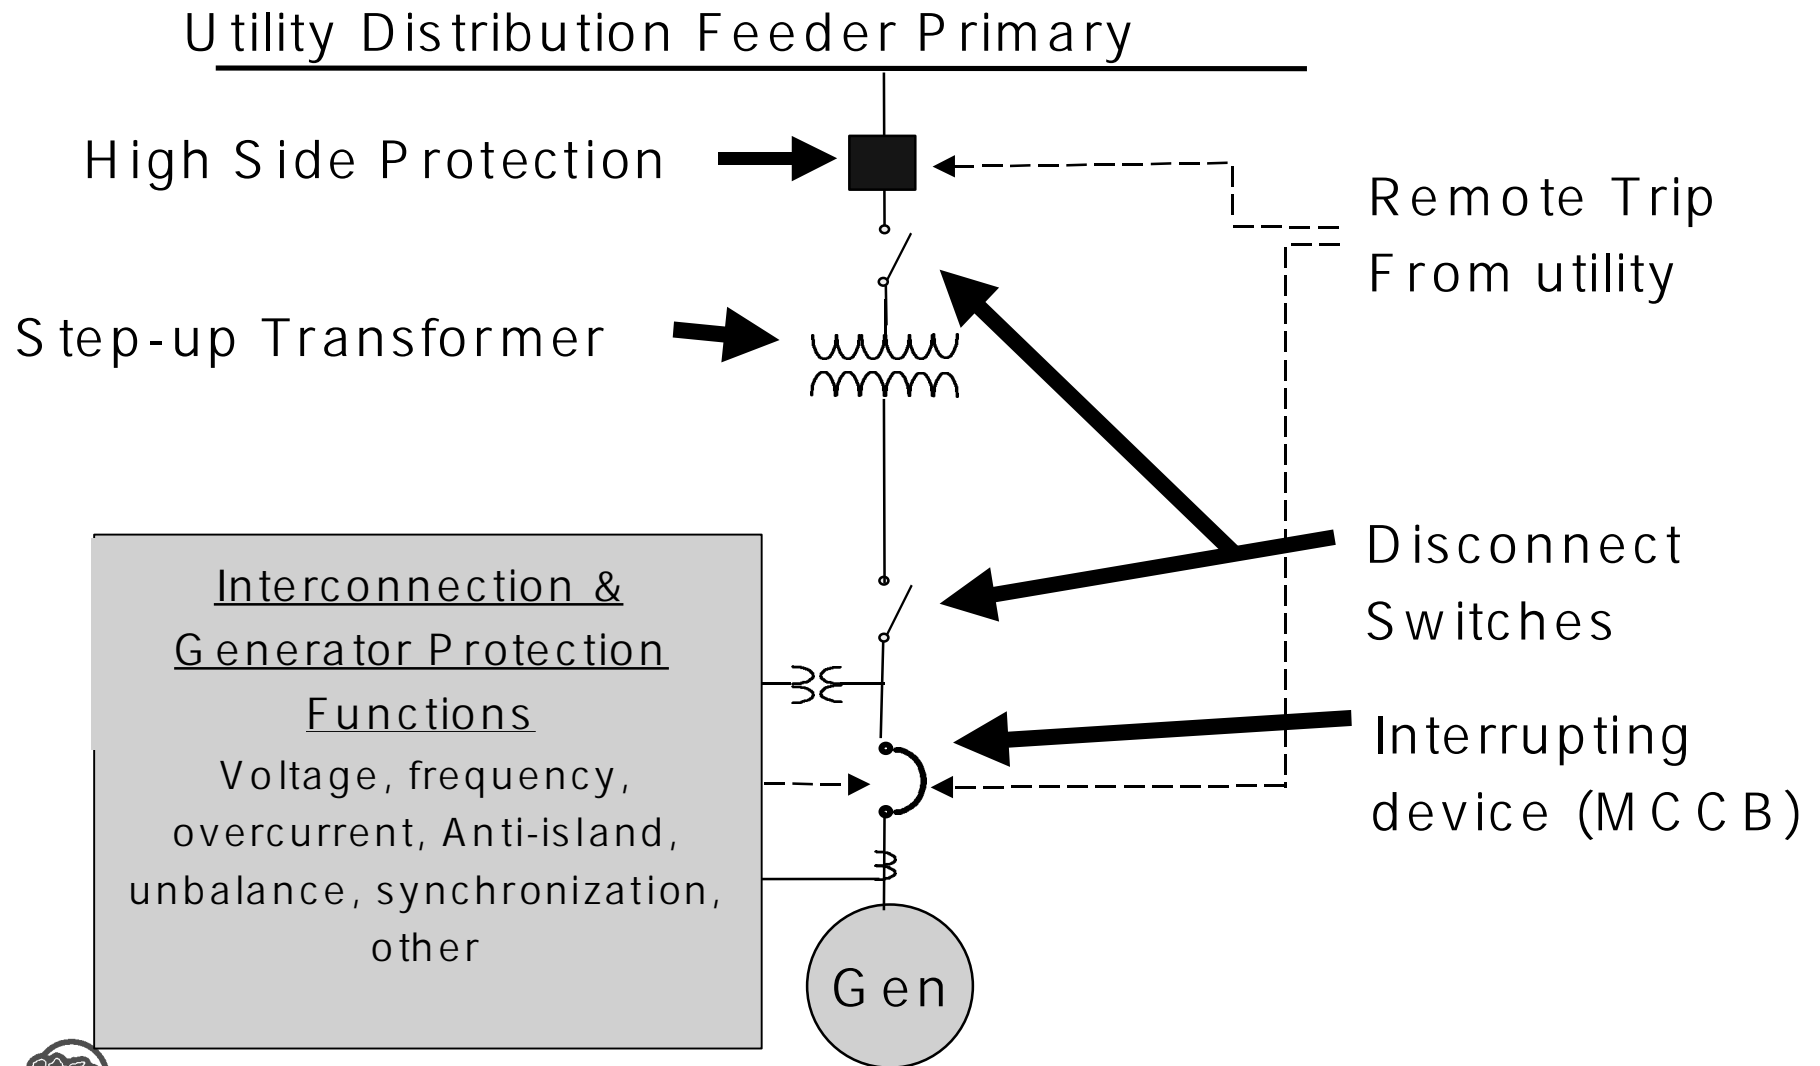 Utility Distribution Feeder Primary
High Side Protection
Remote Trip
From utility
Step-up Transformer
Disconnect
Switches
Interconnection &
Generator Protection
Functions
Voltage, frequency,
overcurrent, Anti-island,
unbalance, synchronization,
other
Interrupting
device (MCCB)
Gen